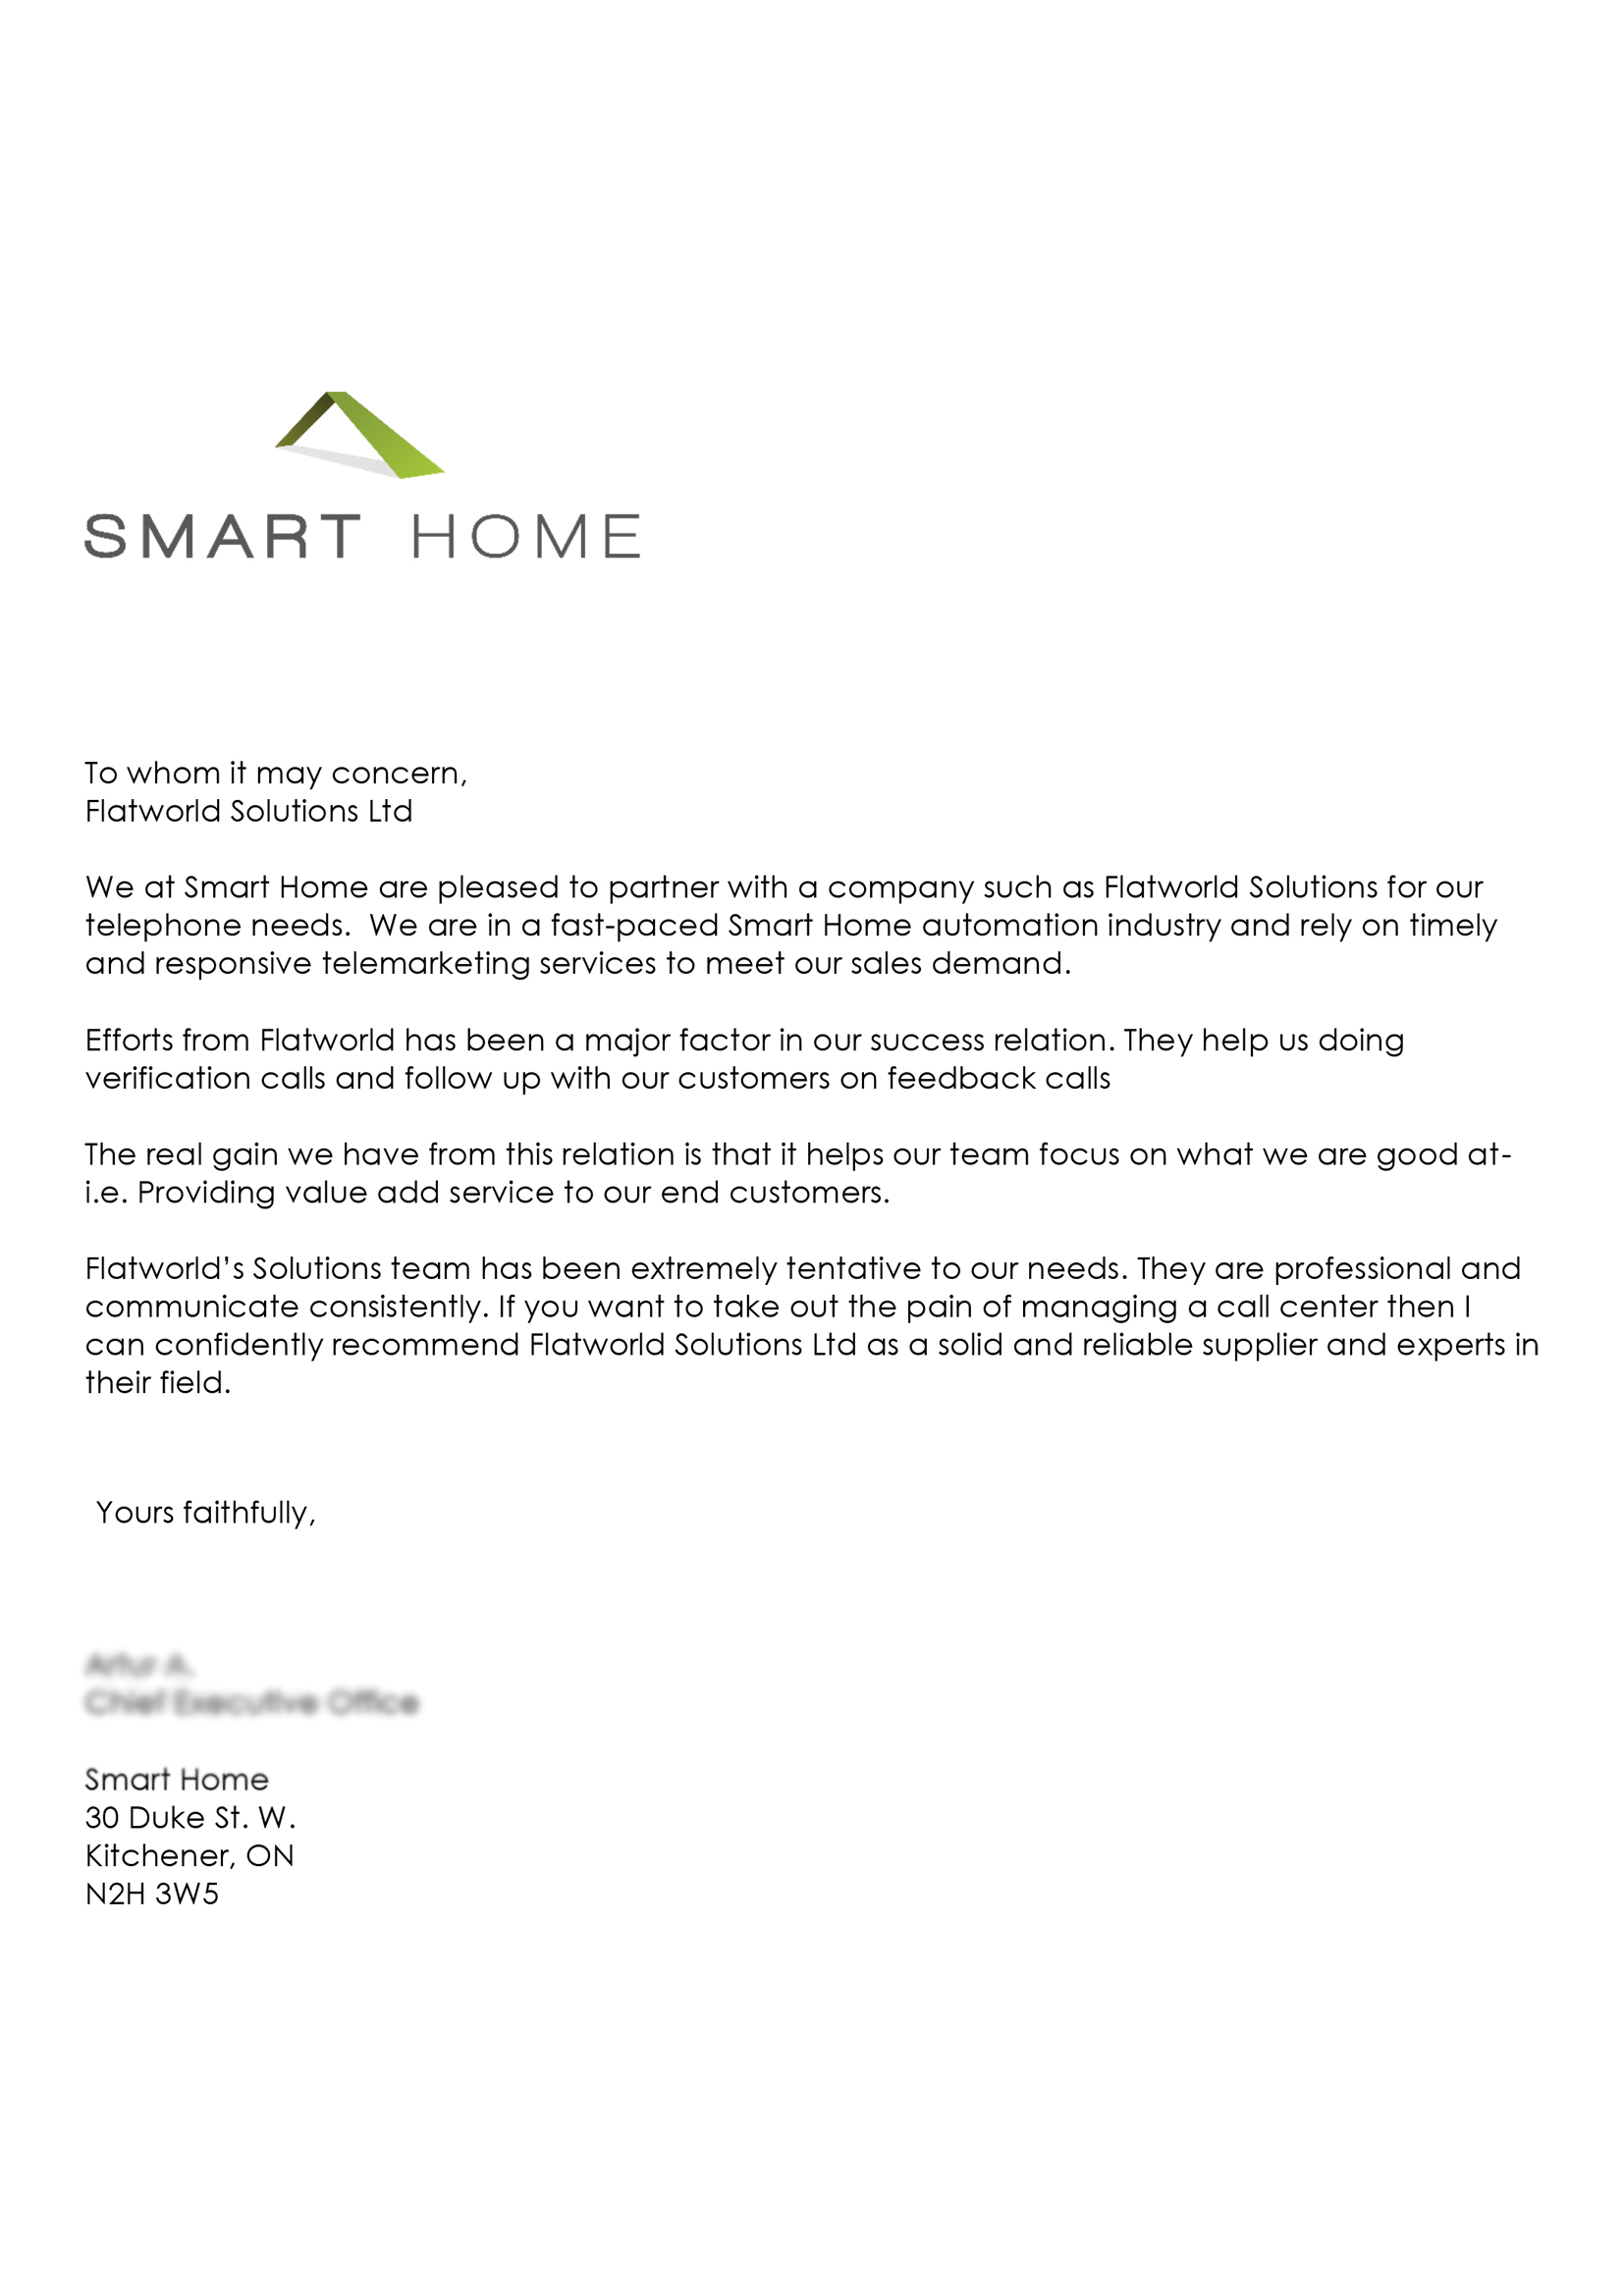 SMART HOME
To whom it may concern,
Flatworld Solutions Ltd
We at Smart Home are pleased to partner with a company such as Flatworld Solutions for our
telephone needs.  We are in a fast-paced Smart Home automation industry and rely on timely
and responsive telemarketing services to meet our sales demand.
Efforts from Flatworld has been a major factor in our success relation. They help us doing
verification calls and follow up with our customers on feedback calls
The real gain we have from this relation is that it helps our team focus on what we are good at-
i.e. Providing value add service to our end customers.
Flatworld’s Solutions team has been extremely tentative to our needs. They are professional and
communicate consistently. If you want to take out the pain of managing a call center then I
can confidently recommend Flatworld Solutions Ltd as a solid and reliable supplier and experts in
their field.
Yours faithfully,
Chief Executive Office
Smart Home
30 Duke St. W.
Kitchener, ON
N2H 3W5